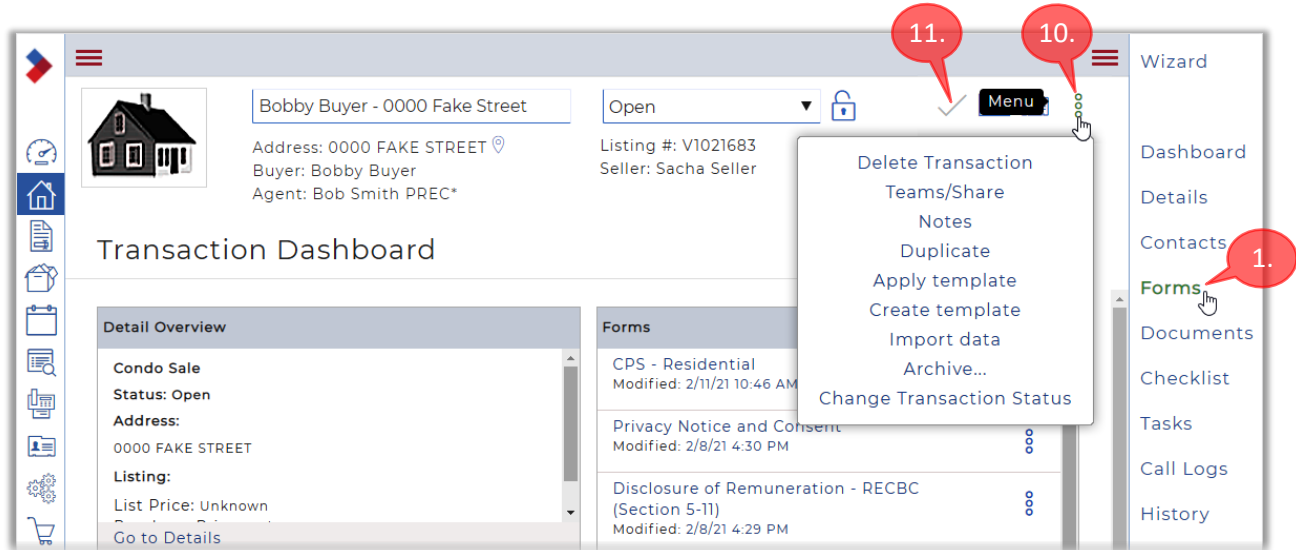 11.
10.
Wizard
Bobby Buyer - 0000 Fake Street
Open
Menu
Address: 0000 FAKE STREET
Buyer: Bobby Buyer
Agent: Bob Smith PREC*
Listing #: V1021683
Seller: Sacha Seller
Delete Transaction
Teams/Share
Notes
Duplicate
Apply template
Create template
Import data
Archive...
Change Transaction Status
Dashboard
Details
Contacts
1.
Forms
Documents
Checklist
Tasks
Call Logs
History
Transaction Dashboard
Detail Overview
Condo Sale
Status: Open
Address:
0000 FAKE STREET
Listing:
List Price: Unknown
Go to Details
Forms
CPS - Residential
Modified: 2/11/21 10:46 AM
Privacy Notice and Consent
Modified: 2/8/21 4:30 PM
Disclosure of Remuneration - RECBC
(Section 5-11)
Modified: 2/8/21 4:29 PM